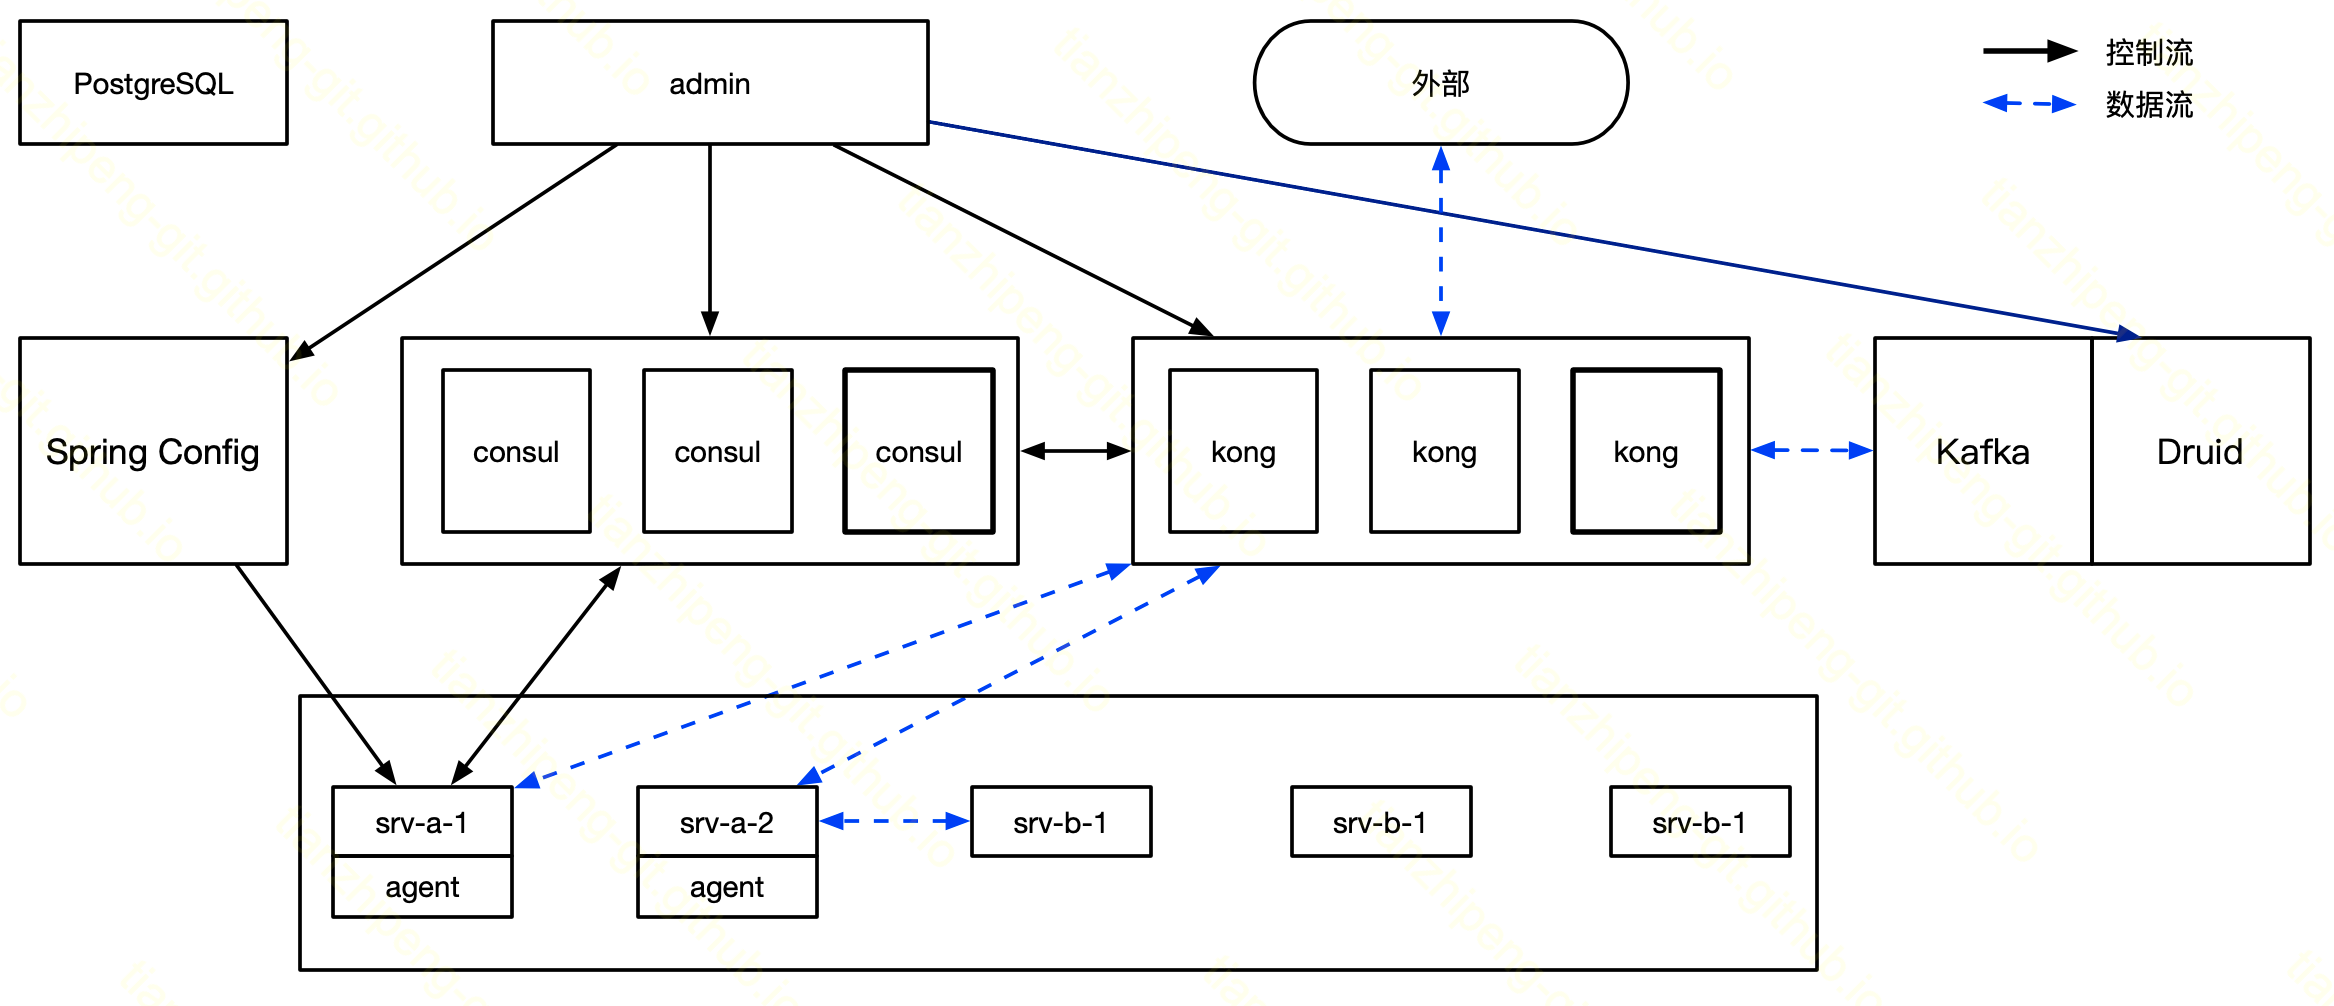 PostgreSQL
admin
外部
控制流
数据流
Spring Config
consul
consul
consul
kong
kong
kong
Kafka
Druid
srv-a-1
srv-a-2
srv-b-1
srv-b-1
srv-b-1
agent
agent
tianzhipeng-git.github.io